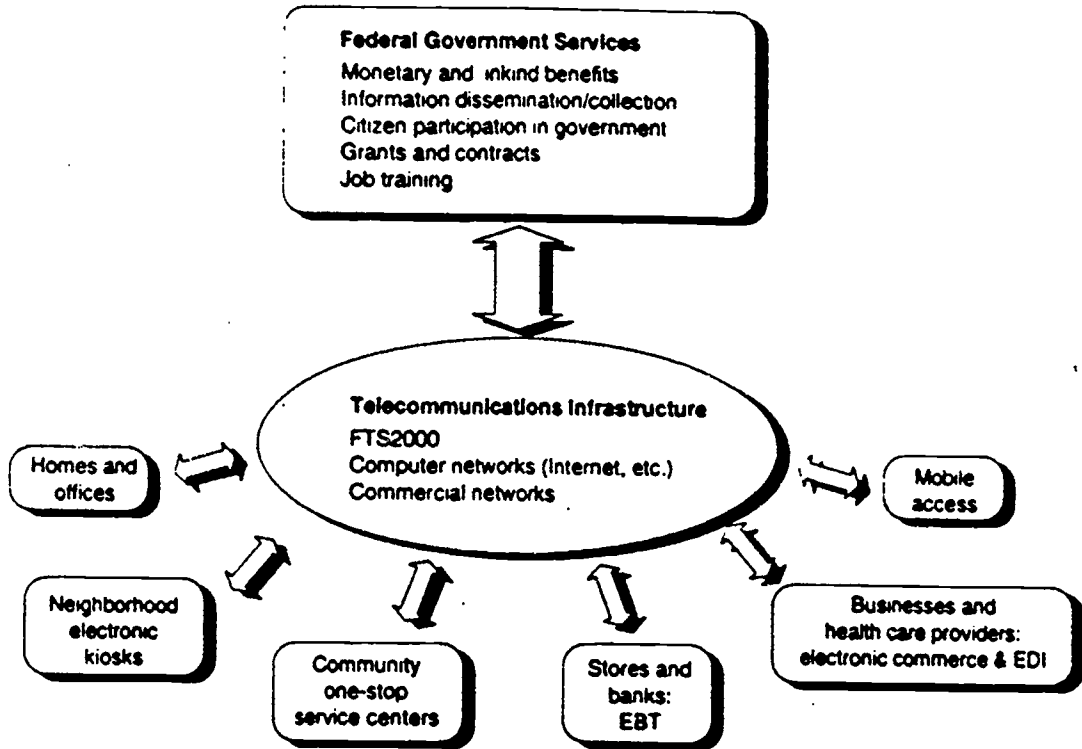 Federal Government Services
Monetary and inkind benefits
Information dissemination/collection
Citizen participation in government
Grants and contracts
Job training
Telecommunications Infrastructure
FTS2000
Computer networks (Internet, etc.)
Commercial networks
Homes and
offices
Mobile
access
Neighborhood
electronic
kiosks
Community
one-stop
service centers
Stores and
banks:
EBT
Businesses and
health care providers:
electronic commerce & EDI